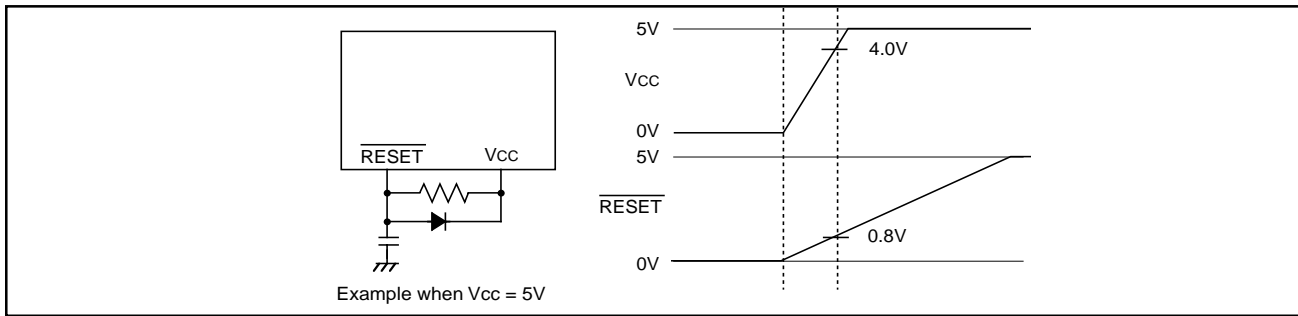 RESET VCC
Example when Vcc = 5V
5V
4.0V
VCC
0V
5V
RESET
0.8V
0V